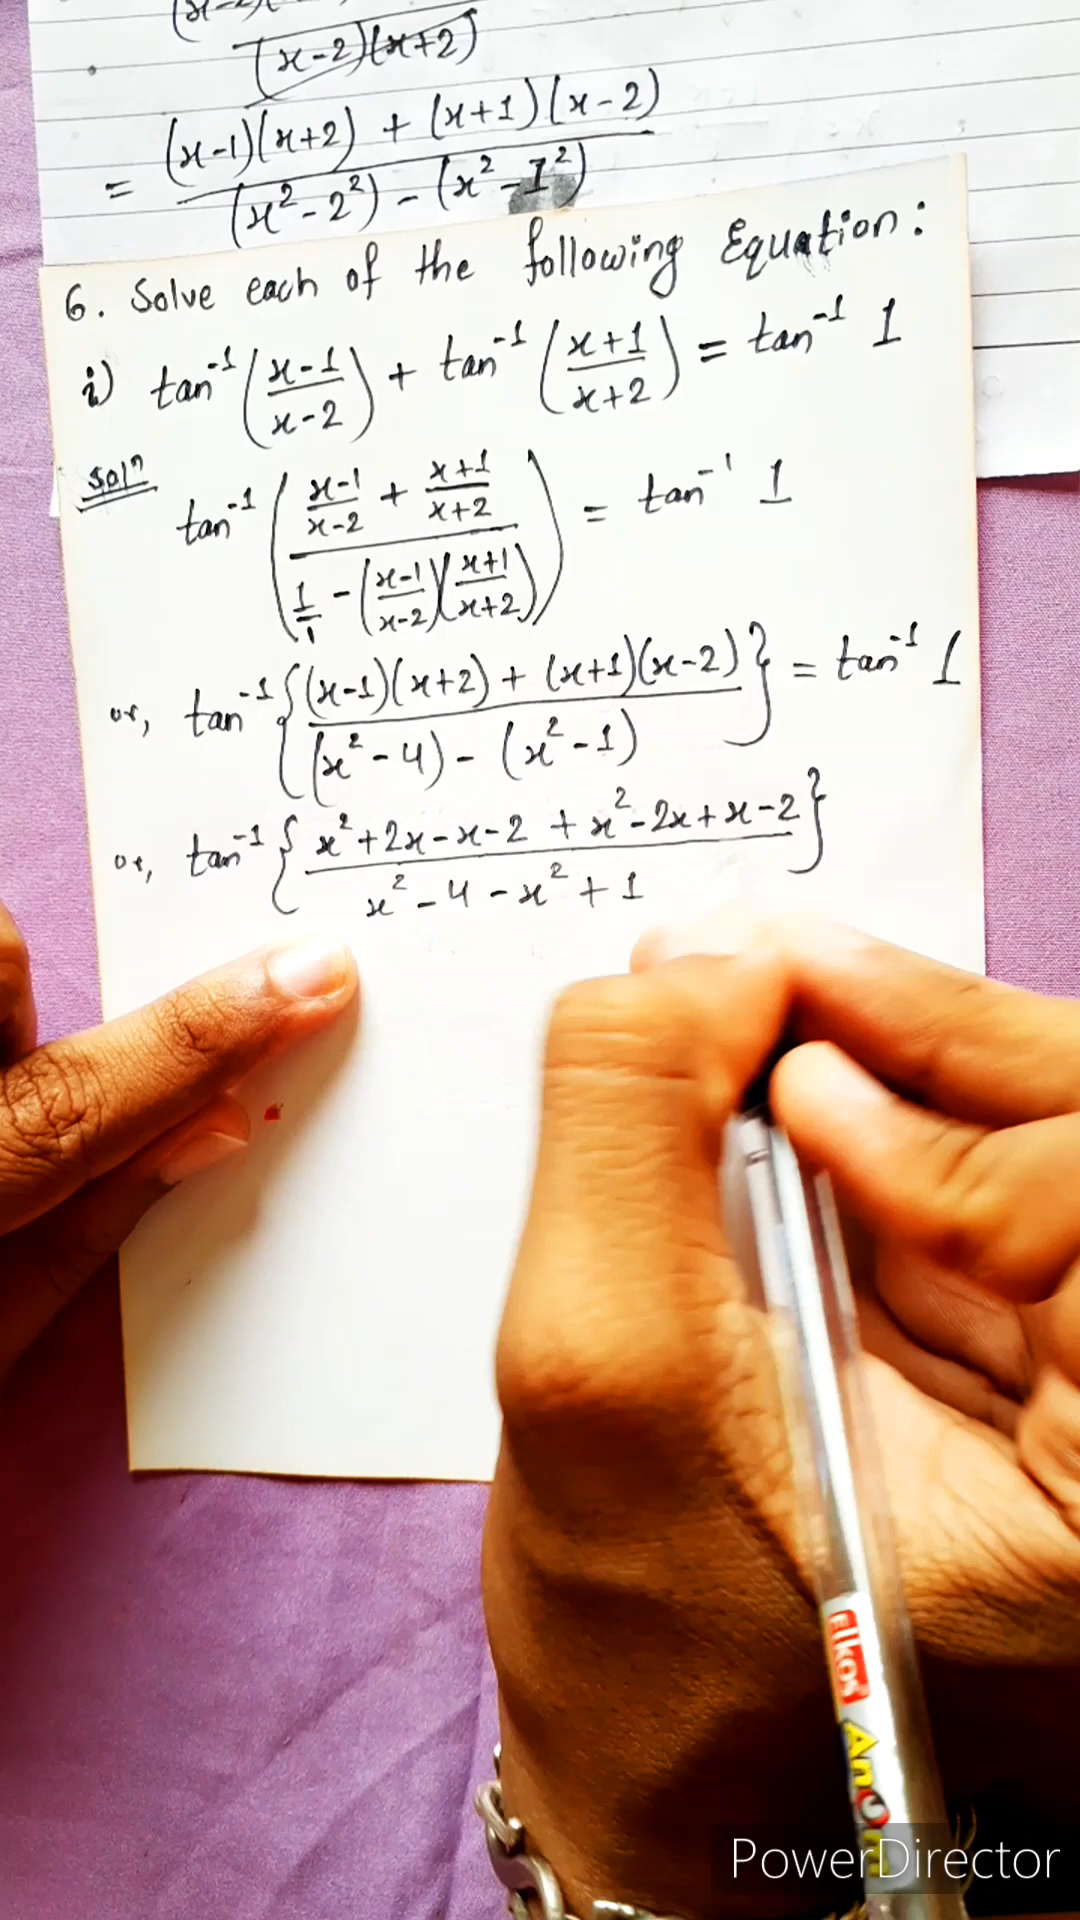 (x-2)(x+2)
= (x-1)(x+2) + (x+1)(x-2)
(x²-2²) - (x²-1²)
6. Solve each of the following Equation:
i) tan⁻¹(x-1/x-2) + tan⁻¹(x+1/x+2) = tan⁻¹ 1
Solⁿ
tan⁻¹((x-1/x-2 + x+1/x+2)/(1/1 - (x-1/x-2)(x+1/x+2))) = tan⁻¹ 1
or, tan⁻¹{(x-1)(x+2) + (x+1)(x-2)/(x²-4) - (x²-1)} = tan⁻¹ 1
or, tan⁻¹{x²+2x-x-2 + x²-2x+x-2/x²-4-x²+1}
Elkos
PowerDirector